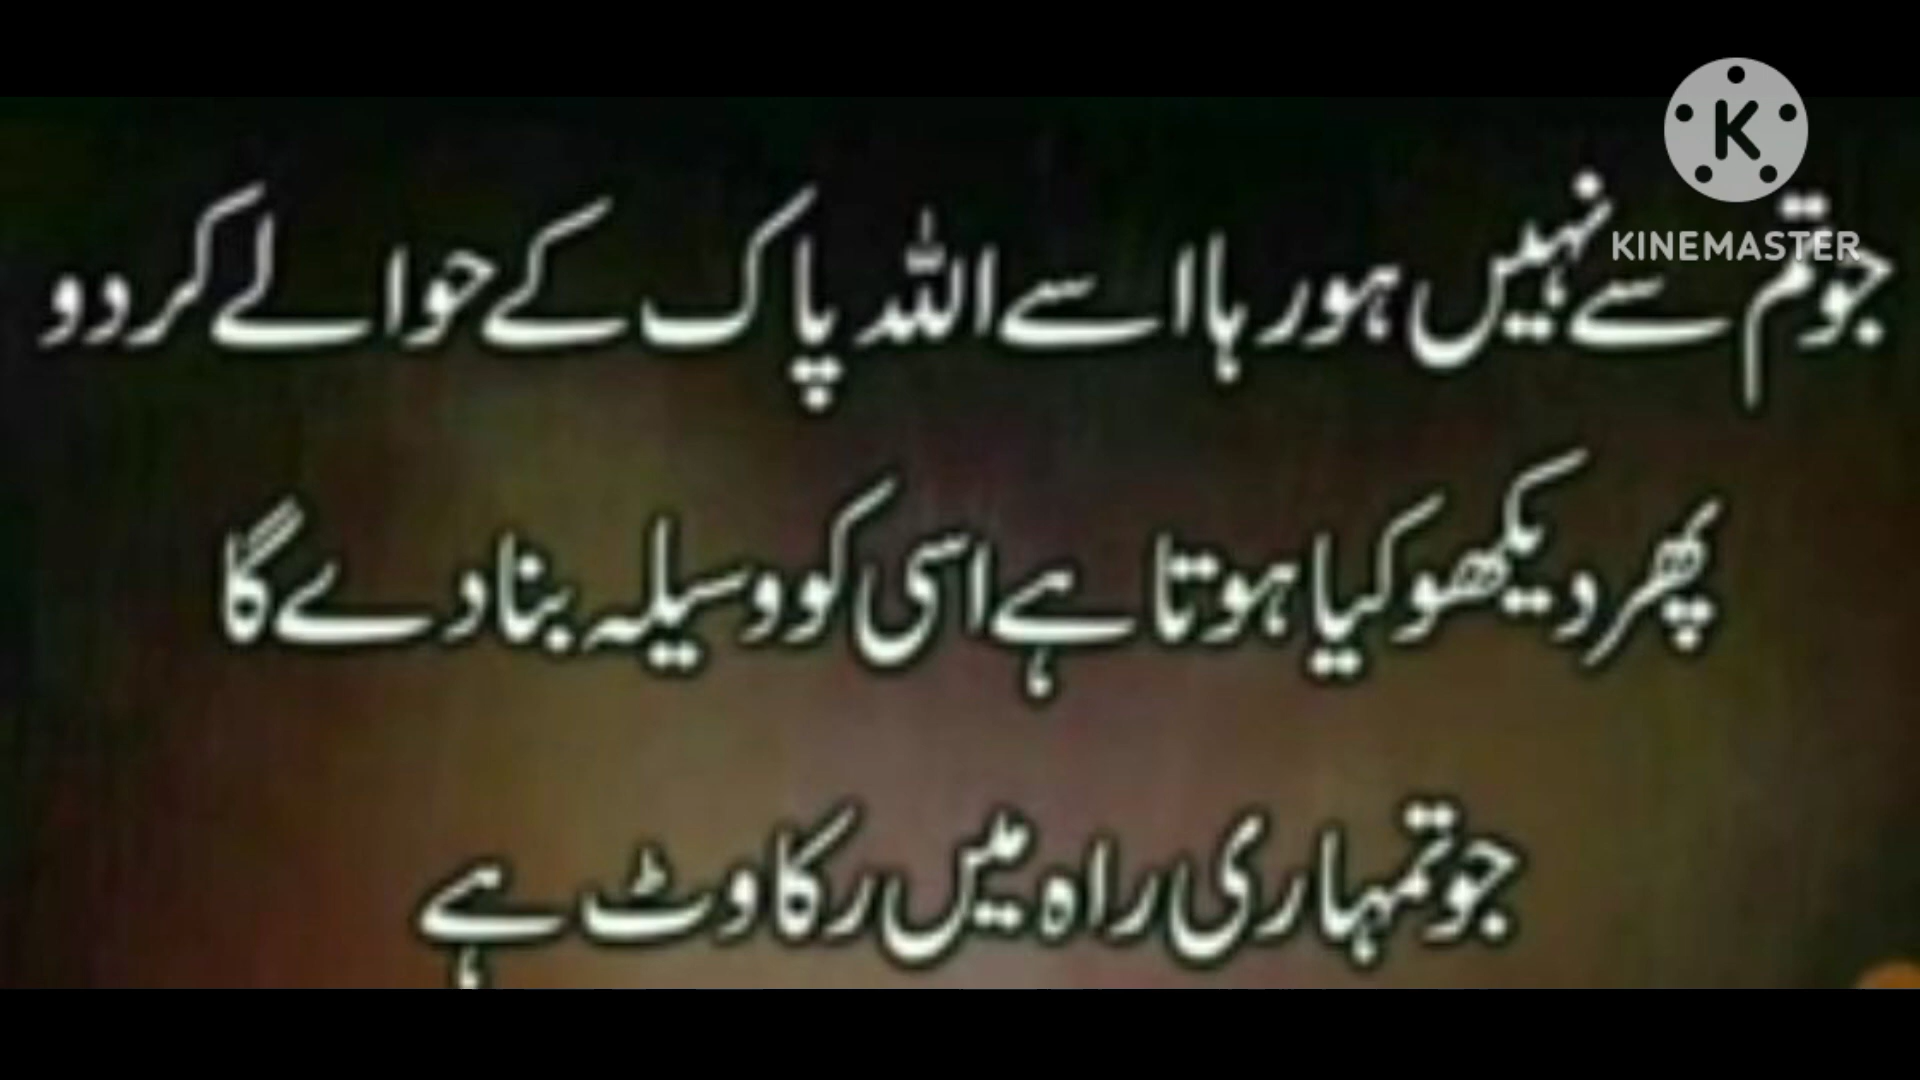 KINEMASTER
جو تم سے نہیں ہو رہا اسے اللہ پاک کے حوالے کر دو
پھر دیکھو کیا ہوتا ہے اسی کو وسیلہ بنا دے گا
جو تمہاری راہ میں رکاوٹ ہے